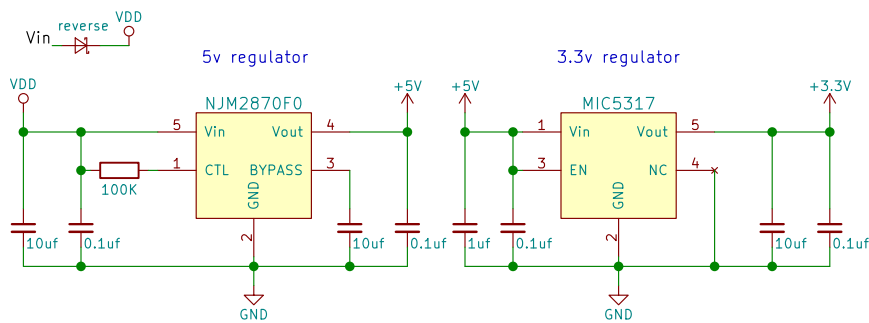 reverse
Vin
VDD
5v regulator
3.3v regulator
VDD
+5V
+5V
+3.3V
NJM2870F0
MIC5317
5 Vin Vout 4
1 Vin Vout 5
100K
1 CTL BYPASS 3
3 EN NC 4
GND
2
GND
2
10uf 0.1uf 10uf 0.1uf
1uf 0.1uf 10uf 0.1uf
GND
GND